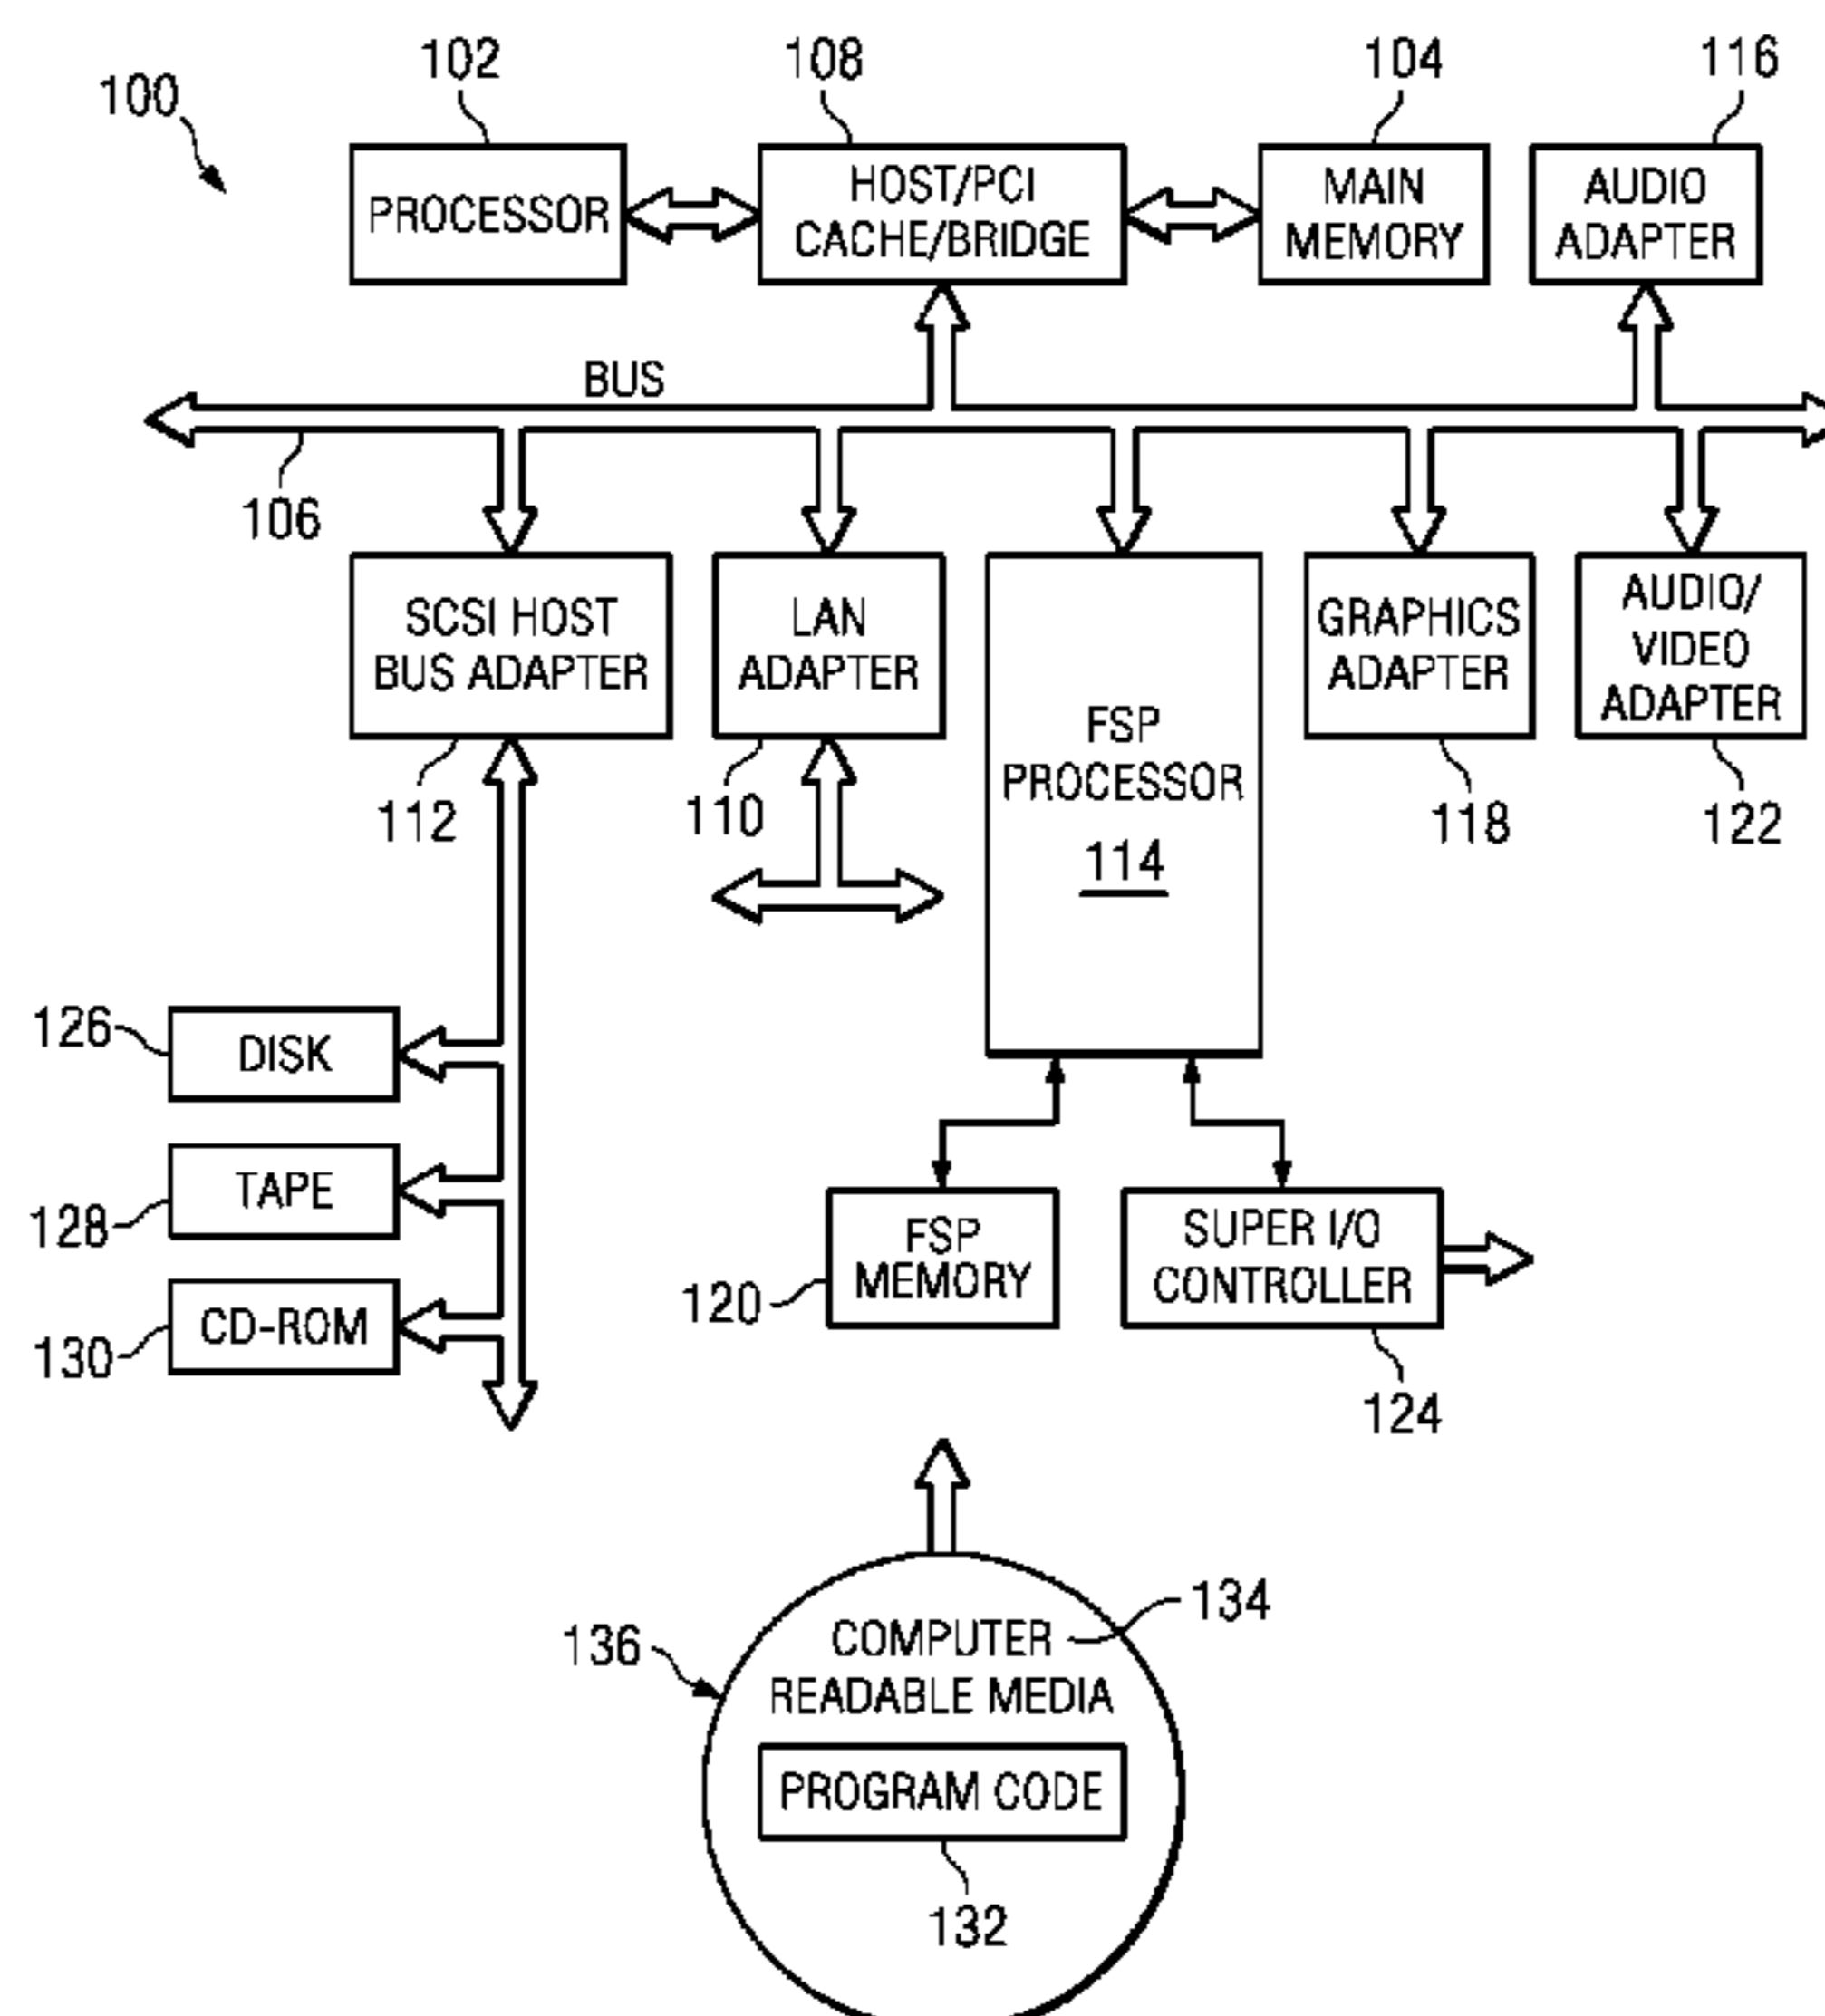 100
102
108
104
116
PROCESSOR
HOST/PCI
CACHE/BRIDGE
MAIN
MEMORY
AUDIO
ADAPTER
BUS
106
SCSI HOST
BUS ADAPTER
LAN
ADAPTER
FSP
PROCESSOR
114
GRAPHICS
ADAPTER
AUDIO/
VIDEO
ADAPTER
112
110
118
122
126
DISK
128
TAPE
130
CD-ROM
120
FSP
MEMORY
SUPER I/O
CONTROLLER
124
136
134
COMPUTER
READABLE MEDIA
PROGRAM CODE
132